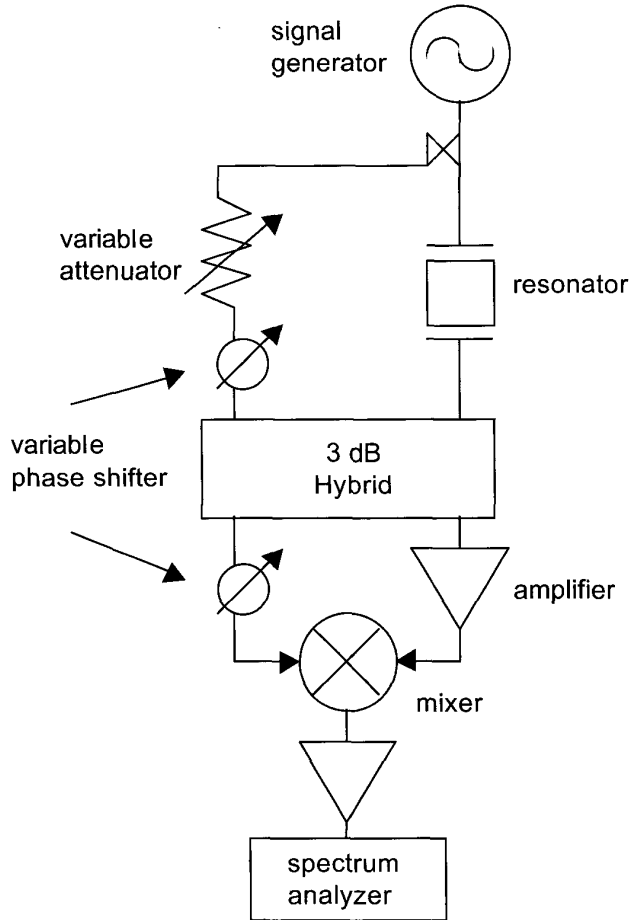 signal
generator
variable
attenuator
resonator
variable
phase shifter
3 dB
Hybrid
amplifier
mixer
spectrum
analyzer